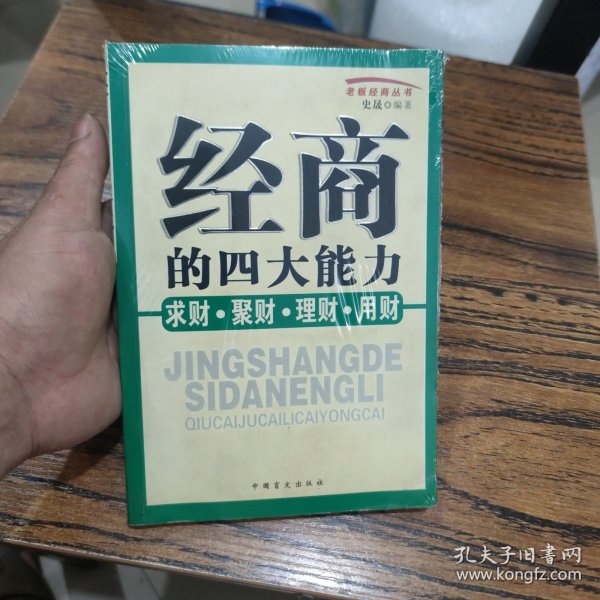 老板经商丛书
史晟 编著
经商
的四大能力
求财·聚财·理财·用财
JINGSHANGDE
SIDANENGLI
QIUCAIJUCAILICAIYONGCAI
中国盲文出版社
孔夫子旧书网
www.kongfz.com